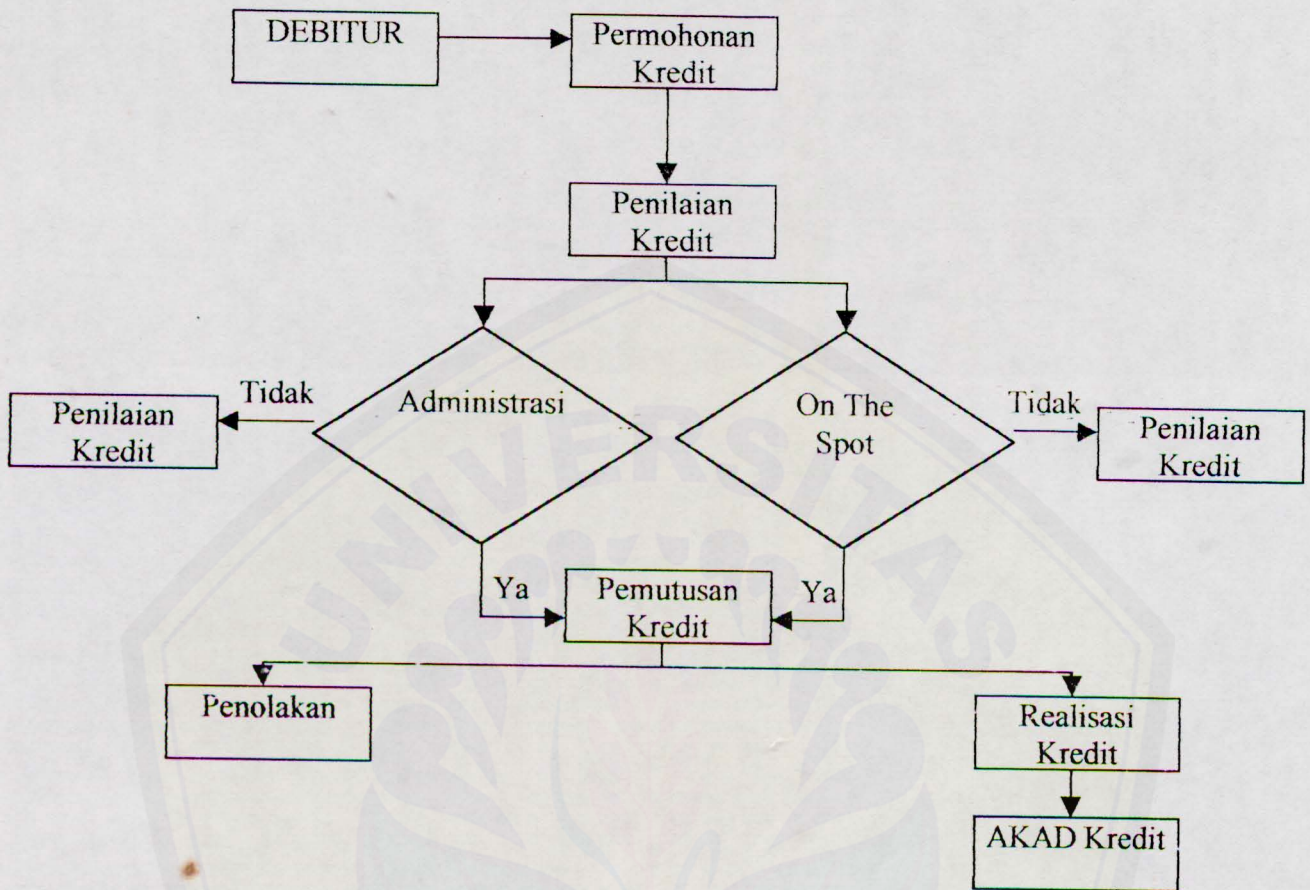 DEBITUR
Permohonan
Kredit
Penilaian
Kredit
Tidak
Administrasi
On The
Spot
Tidak
Penilaian
Kredit
Penilaian
Kredit
Ya
Pemutusan
Kredit
Ya
Penolakan
Realisasi
Kredit
AKAD Kredit
UNIVERSITAS